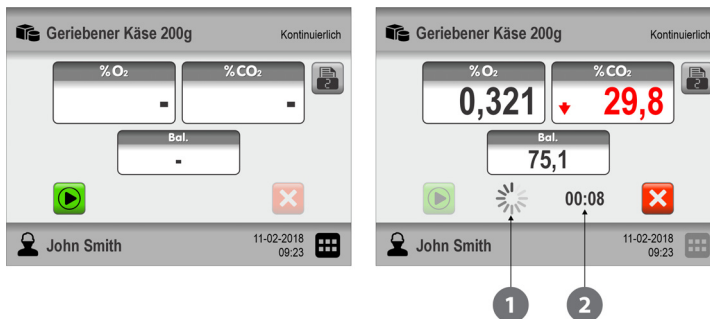 Geriebener Käse 200g Kontinuierlich
%O₂ %CO₂
- -
2
Bal.
-
John Smith 11-02-2018
09:23
Geriebener Käse 200g Kontinuierlich
%O₂ %CO₂
0,321 29,8
2
Bal.
75,1
00:08
John Smith 11-02-2018
09:23
1 2